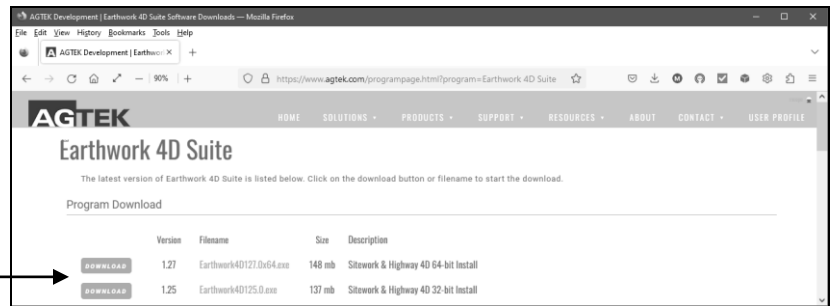 AGTEK Development | Earthwork 4D Suite Software Downloads — Mozilla Firefox
File Edit View History Bookmarks Tools Help
AGTEK Development | Earthwor
90%
https://www.agtek.com/programpage.html?program=Earthwork 4D Suite
AGTEK
HOME SOLUTIONS PRODUCTS SUPPORT RESOURCES ABOUT CONTACT USER PROFILE
Earthwork 4D Suite
The latest version of Earthwork 4D Suite is listed below. Click on the download button or filename to start the download.
Program Download
Version Filename Size Description
DOWNLOAD 1.27 Earthwork4D127.0x64.exe 148 mb Sitework & Highway 4D 64-bit Install
DOWNLOAD 1.25 Earthwork4D125.0.exe 137 mb Sitework & Highway 4D 32-bit Install